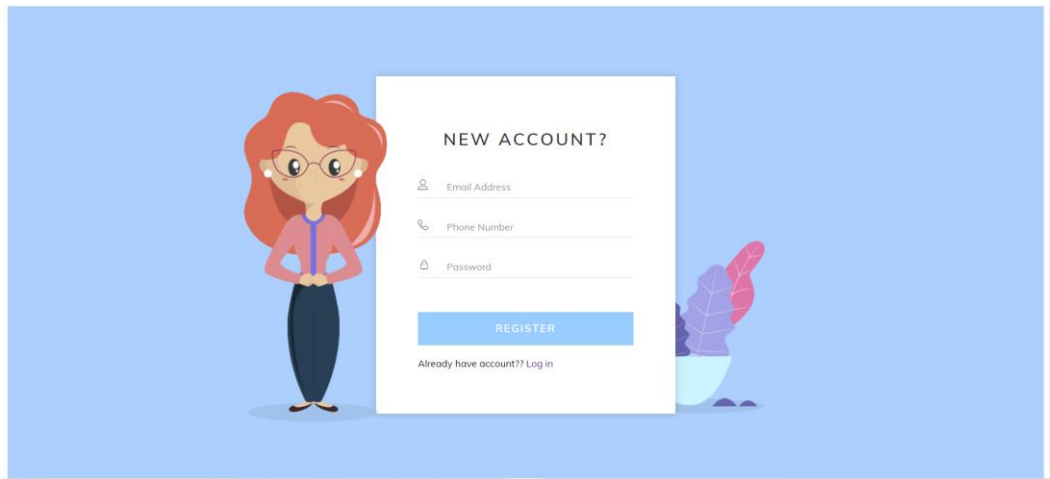 NEW ACCOUNT?
Email Address
Phone Number
Password
REGISTER
Already have account?? Log in